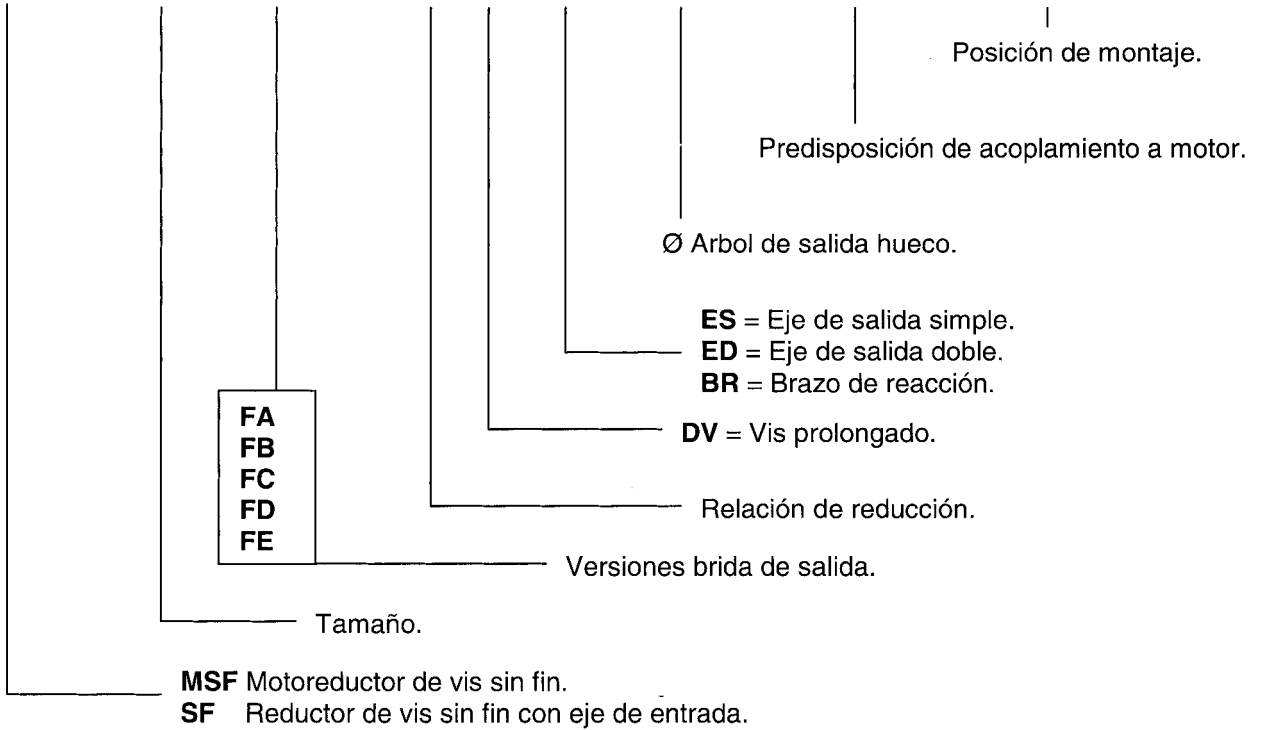 Posición de montaje.
Predisposición de acoplamiento a motor.
Ø Arbol de salida hueco.
ES = Eje de salida simple.
ED = Eje de salida doble.
BR = Brazo de reacción.
FA
FB
FC
FD
FE
DV = Vis prolongado.
Relación de reducción.
Versiones brida de salida.
Tamaño.
MSF Motoreductor de vis sin fin.
SF Reductor de vis sin fin con eje de entrada.